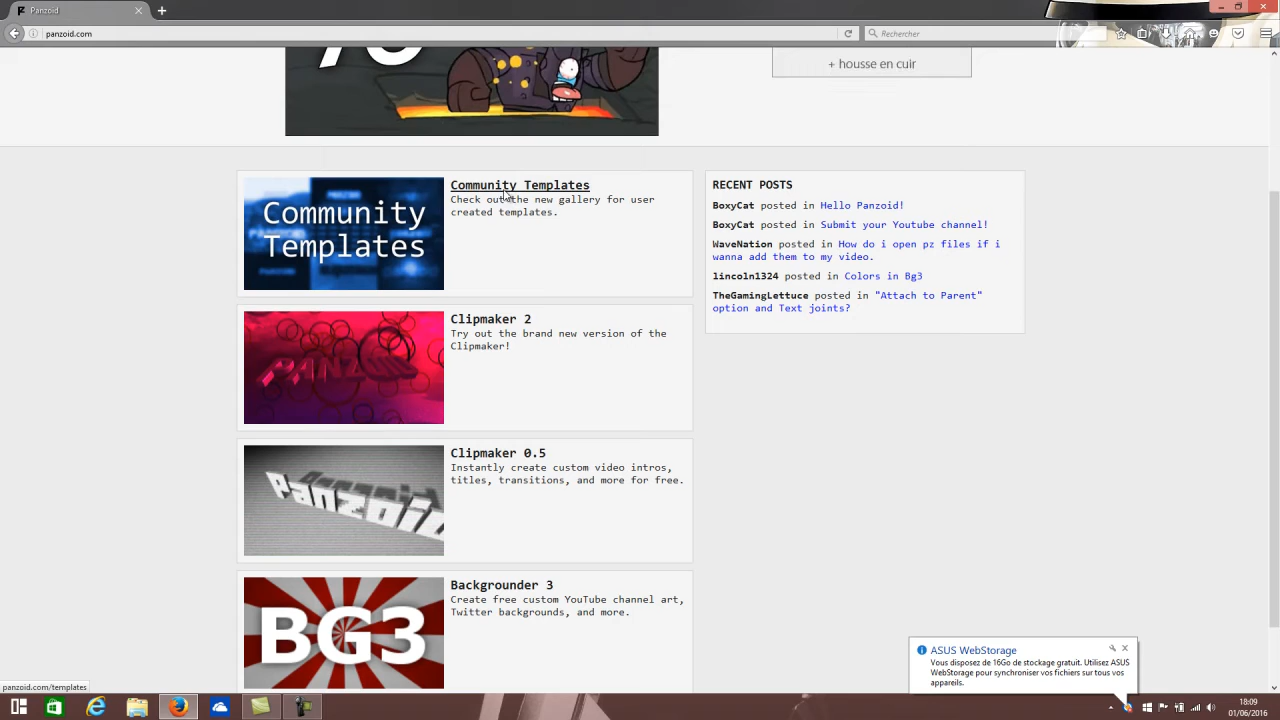 Panzoid
panzoid.com
Rechercher
+ housse en cuir
Community Templates
Community
Templates
Check out the new gallery for user
created templates.
RECENT POSTS
BoxyCat posted in Hello Panzoid!
BoxyCat posted in Submit your Youtube channel!
WaveNation posted in How do i open pz files if i
wanna add them to my video.
lincoln1324 posted in Colors in Bg3
TheGamingLettuce posted in "Attach to Parent"
option and Text joints?
Clipmaker 2
Try out the brand new version of the
Clipmaker!
PANZOID
Clipmaker 0.5
Instantly create custom video intros,
titles, transitions, and more for free.
Panzoid
Backgrounder 3
Create free custom YouTube channel art,
Twitter backgrounds, and more.
BG3
ASUS WebStorage
Vous disposez de 16Go de stockage gratuit. Utilisez ASUS
WebStorage pour synchroniser vos fichiers sur tous vos
appareils.
panzoid.com/templates
18:09
01/06/2016